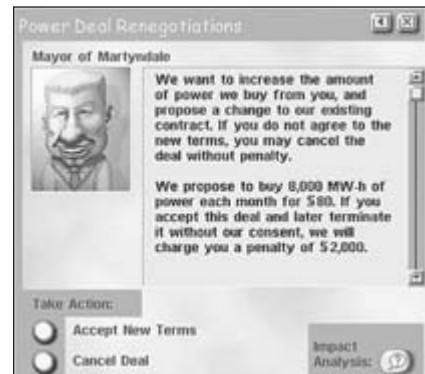 Power Deal Renegotiations
Mayor of Martyndale
We want to increase the amount
of power we buy from you, and
propose a change to our existing
contract. If you do not agree to the
new terms, you may cancel the
deal without penalty.
We propose to buy 8,000 MW-h of
power each month for $80. If you
accept this deal and later terminate
it without our consent, we will
charge you a penalty of $2,000.
Take Action:
Accept New Terms
Cancel Deal
Impact
Analysis:
?